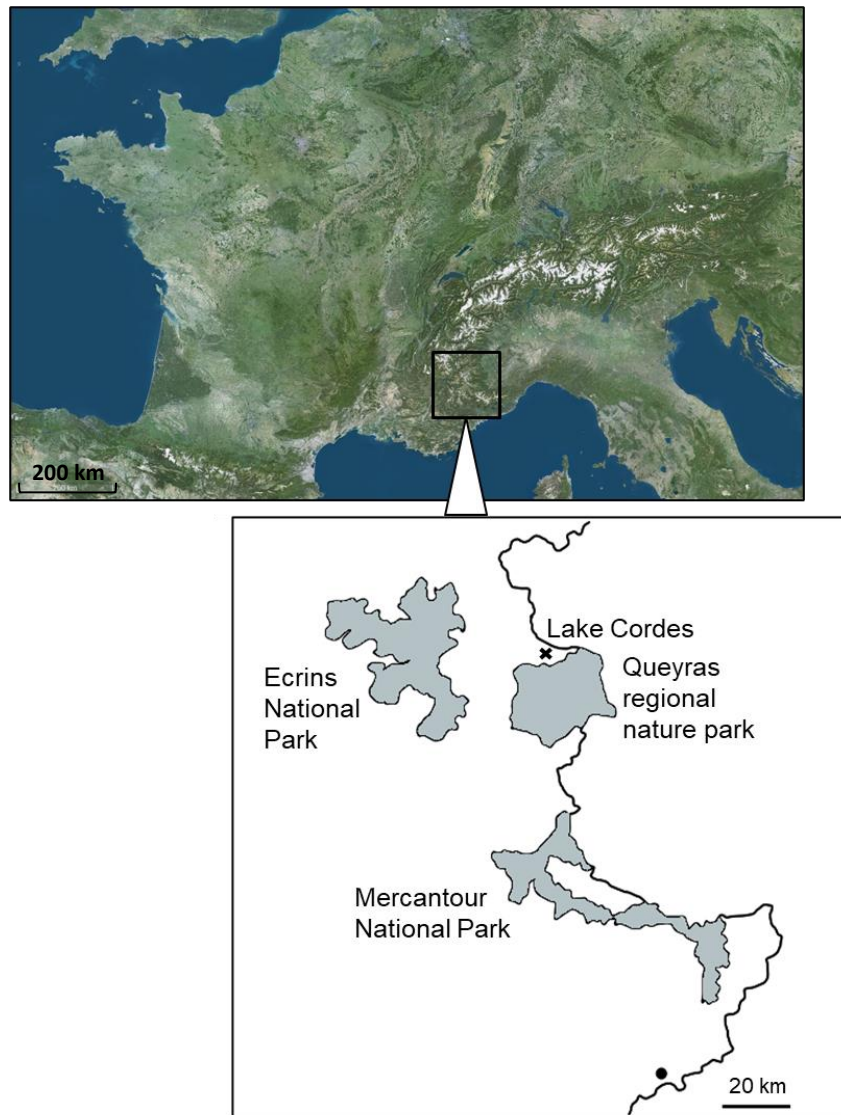 200 km
Lake Cordes
Ecrins
National
Park
Queyras
regional
nature park
Mercantour
National Park
20 km